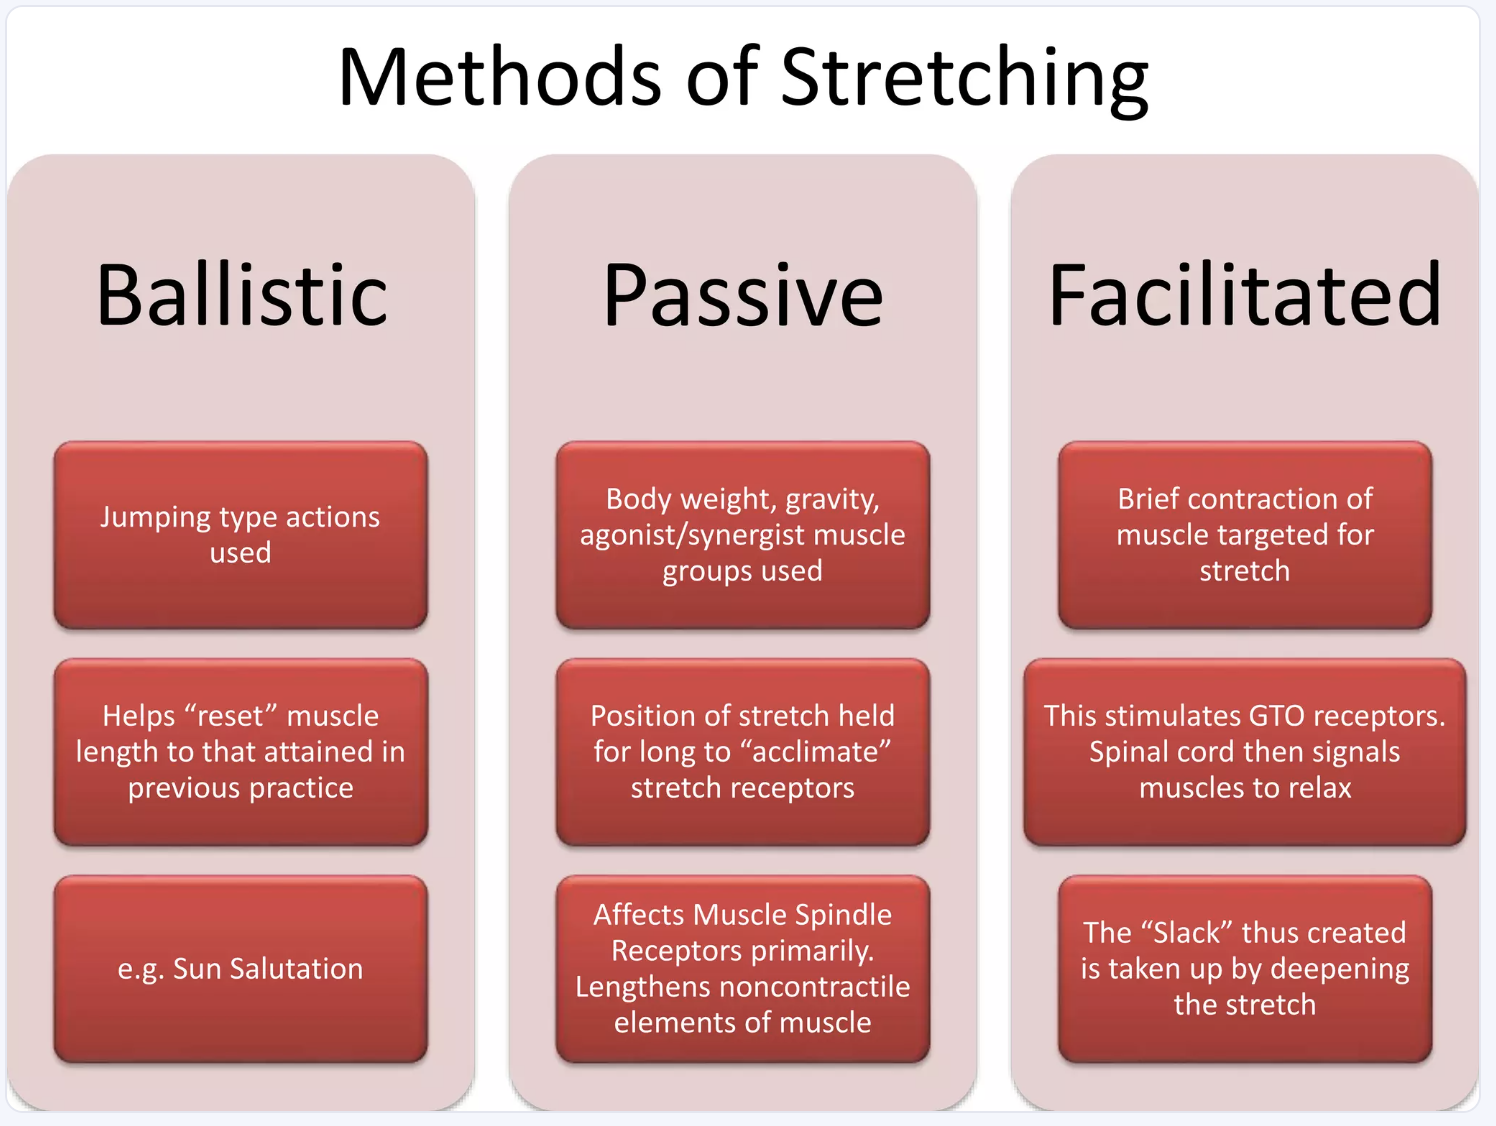 Methods of Stretching
Ballistic
Jumping type actions
used
Helps “reset” muscle
length to that attained in
previous practice
e.g. Sun Salutation
Passive
Body weight, gravity,
agonist/synergist muscle
groups used
Position of stretch held
for long to “acclimate”
stretch receptors
Affects Muscle Spindle
Receptors primarily.
Lengthens noncontractile
elements of muscle
Facilitated
Brief contraction of
muscle targeted for
stretch
This stimulates GTO receptors.
Spinal cord then signals
muscles to relax
The “Slack” thus created
is taken up by deepening
the stretch